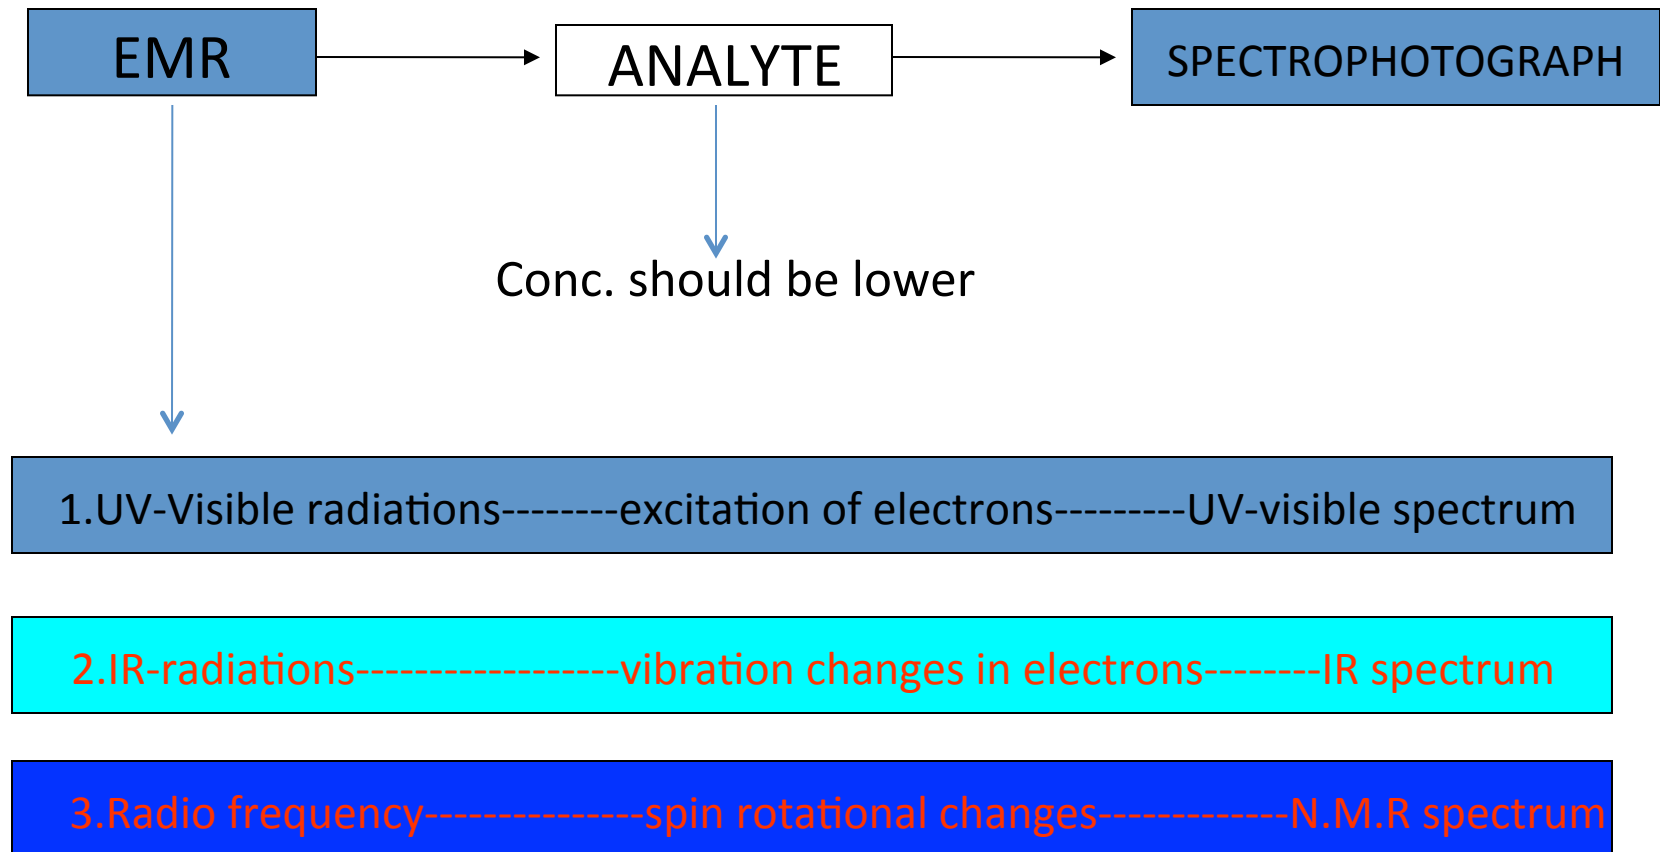 EMR
ANALYTE
SPECTROPHOTOGRAPH
Conc. should be lower
1.UV-Visible radiations--------excitation of electrons---------UV-visible spectrum
2.IR-radiations------------------vibration changes in electrons--------IR spectrum
3.Radio frequency---------------spin rotational changes-------------N.M.R spectrum